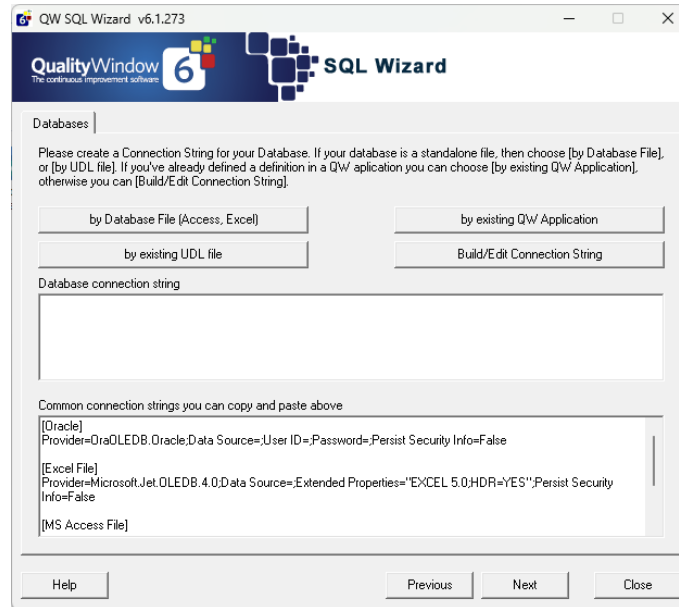 QW SQL Wizard v6.1.273
QualityWindow 6
The continuous improvement software
SQL Wizard
Databases
Please create a Connection String for your Database. If your database is a standalone file, then choose [by Database File],
or [by UDL file]. If you've already defined a definition in a QW aplication you can choose [by existing QW Application],
otherwise you can [Build/Edit Connection String].
by Database File (Access, Excel)
by existing QW Application
by existing UDL file
Build/Edit Connection String
Database connection string
Common connection strings you can copy and paste above
[Oracle]
Provider=OraOLEDB.Oracle;Data Source=;User ID=;Password=;Persist Security Info=False
[Excel File]
Provider=Microsoft.Jet.OLEDB.4.0;Data Source=;Extended Properties="EXCEL 5.0;HDR=YES";Persist Security
Info=False
[MS Access File]
Help
Previous
Next
Close